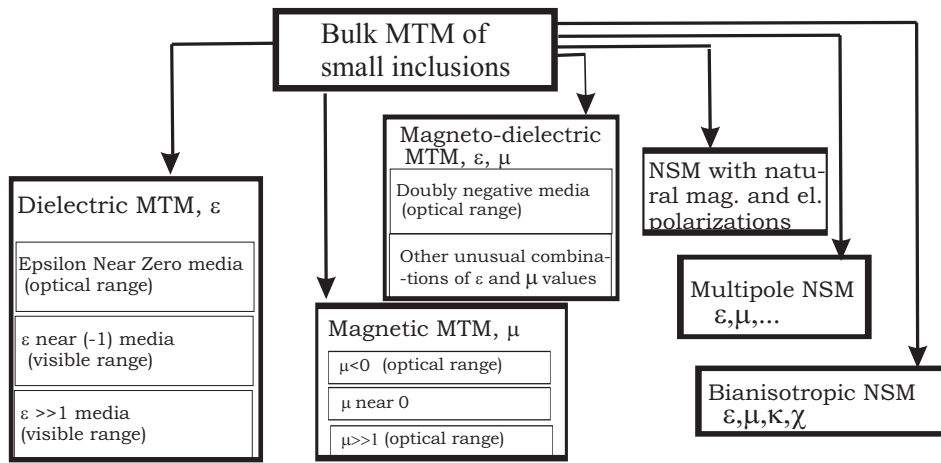 Bulk MTM of
small inclusions
Dielectric MTM, ε
Epsilon Near Zero media
(optical range)
ε near (-1) media
(visible range)
ε >>1 media
(visible range)
Magnetic MTM, μ
μ<0 (optical range)
μ near 0
μ>>1 (optical range)
Magneto-dielectric
MTM, ε, μ
Doubly negative media
(optical range)
Other unusual combina-
-tions of ε and μ values
NSM with natu-
ral mag. and el.
polarizations
Multipole NSM
ε,μ,...
Bianisotropic NSM
ε,μ,κ,χ